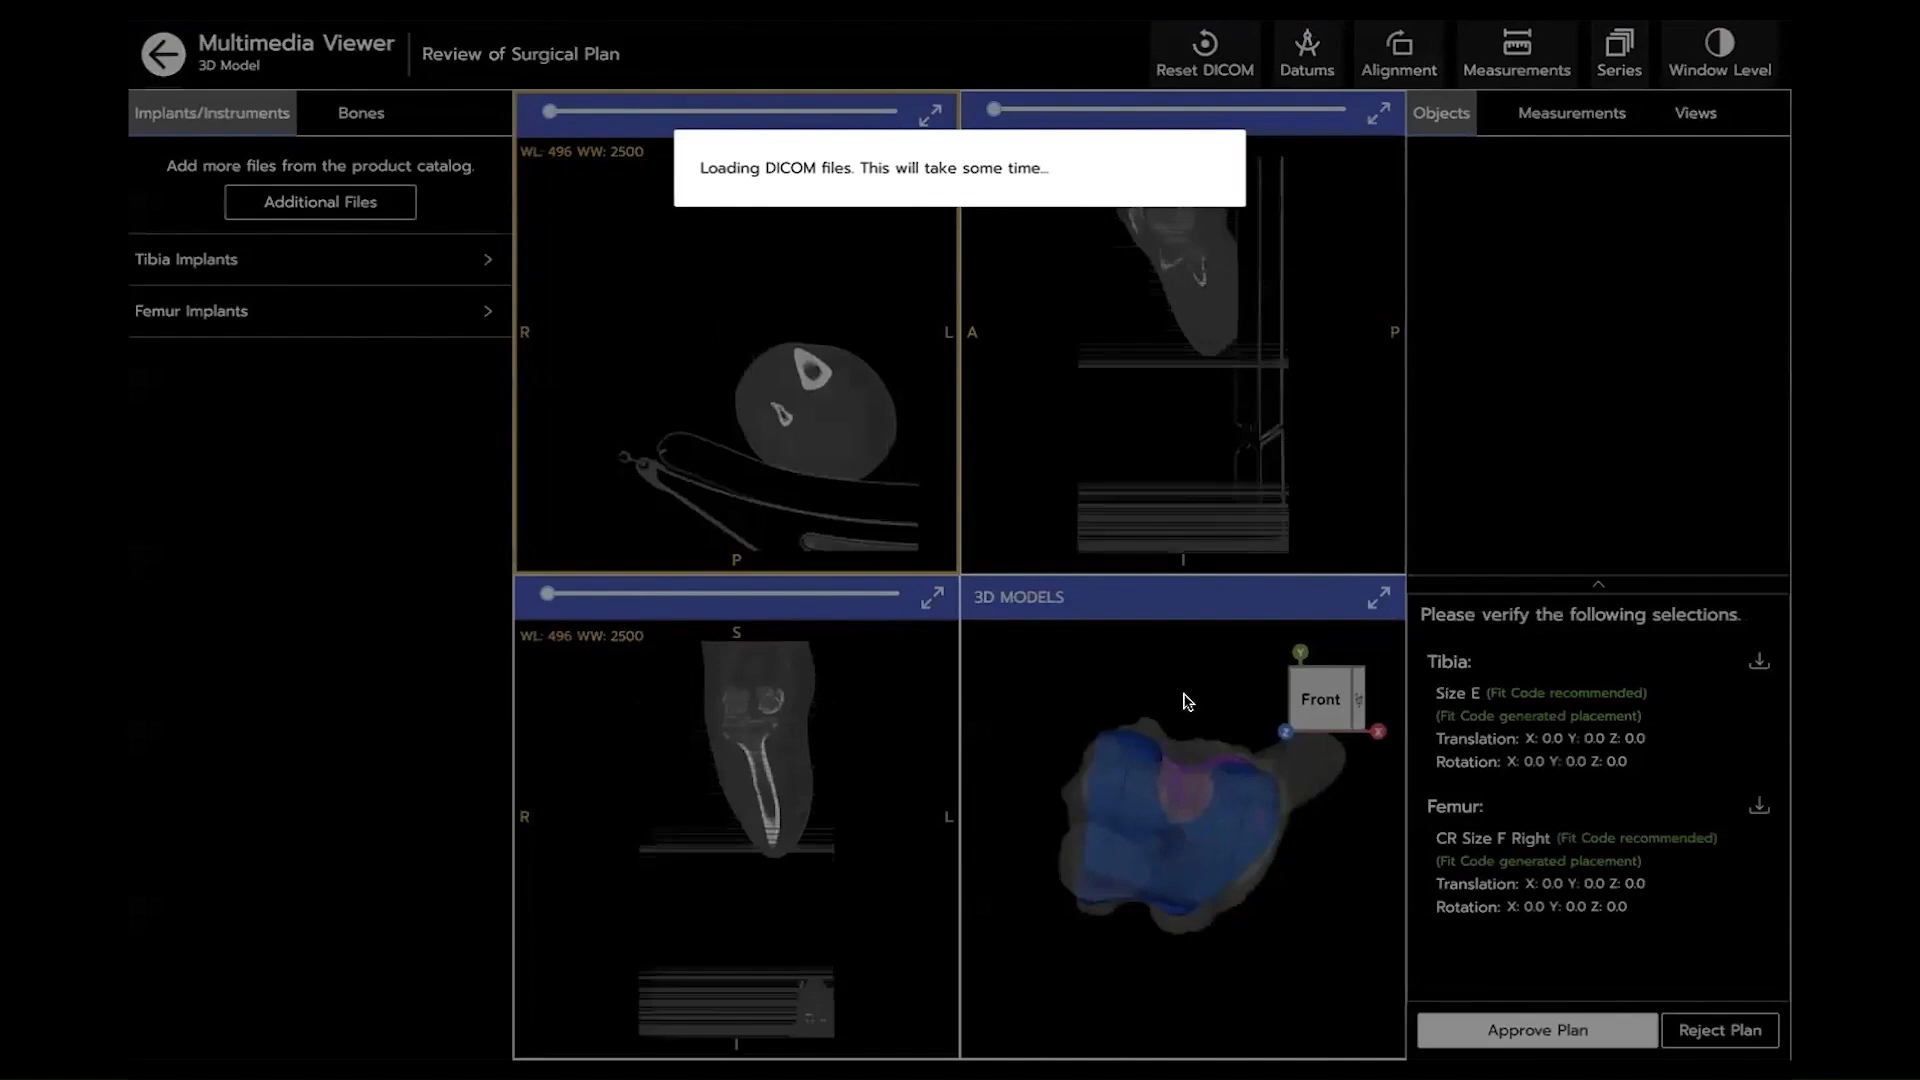 Multimedia Viewer
3D Model
Review of Surgical Plan
Reset DICOM
Datums
Alignment
Measurements
Series
Window Level
Implants/Instruments
Bones
Add more files from the product catalog.
Additional Files
Tibia Implants
Femur Implants
WL: 496 WW: 2500
Loading DICOM files. This will take some time...
R
L
P
A
P
I
WL: 496 WW: 2500
S
R
L
I
3D MODELS
Y
Front
Z
X
Objects
Measurements
Views
Please verify the following selections.
Tibia:
Size E (Fit Code recommended)
(Fit Code generated placement)
Translation: X: 0.0 Y: 0.0 Z: 0.0
Rotation: X: 0.0 Y: 0.0 Z: 0.0
Femur:
CR Size F Right (Fit Code recommended)
(Fit Code generated placement)
Translation: X: 0.0 Y: 0.0 Z: 0.0
Rotation: X: 0.0 Y: 0.0 Z: 0.0
Approve Plan
Reject Plan